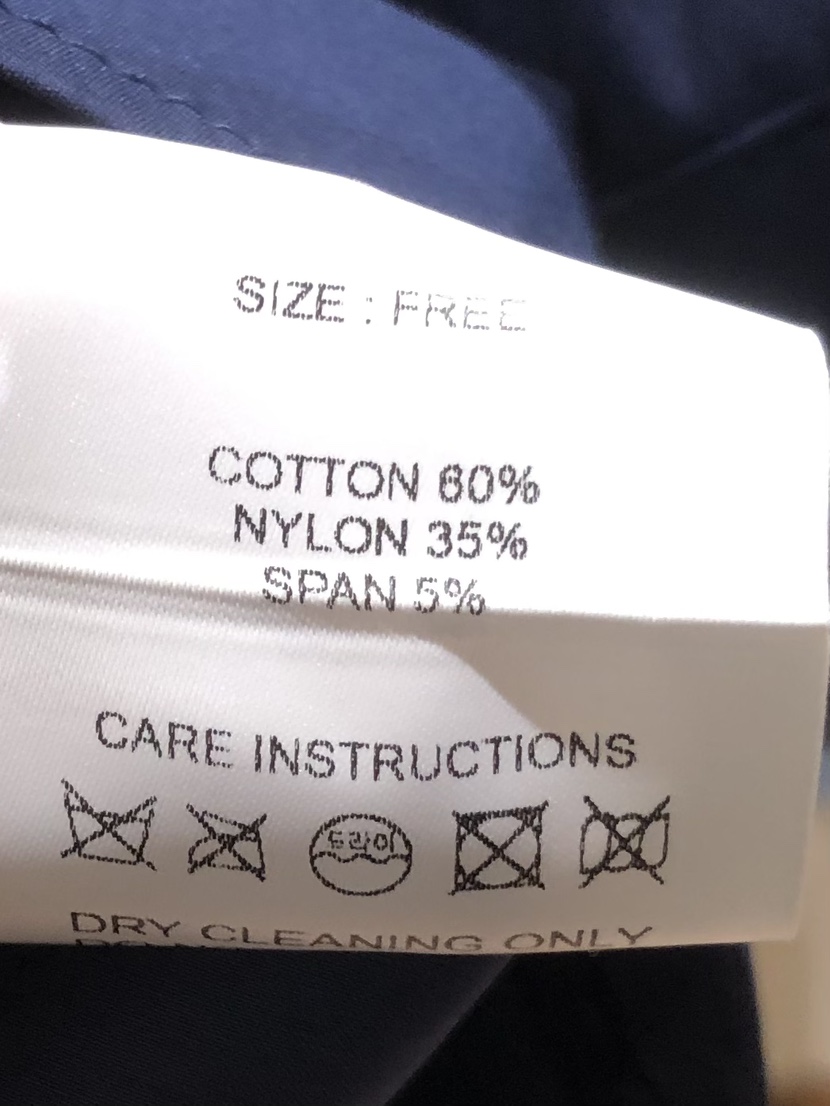 SIZE : FREE
COTTON 60%
NYLON 35%
SPAN 5%
CARE INSTRUCTIONS
드라이
DRY CLEANING ONLY